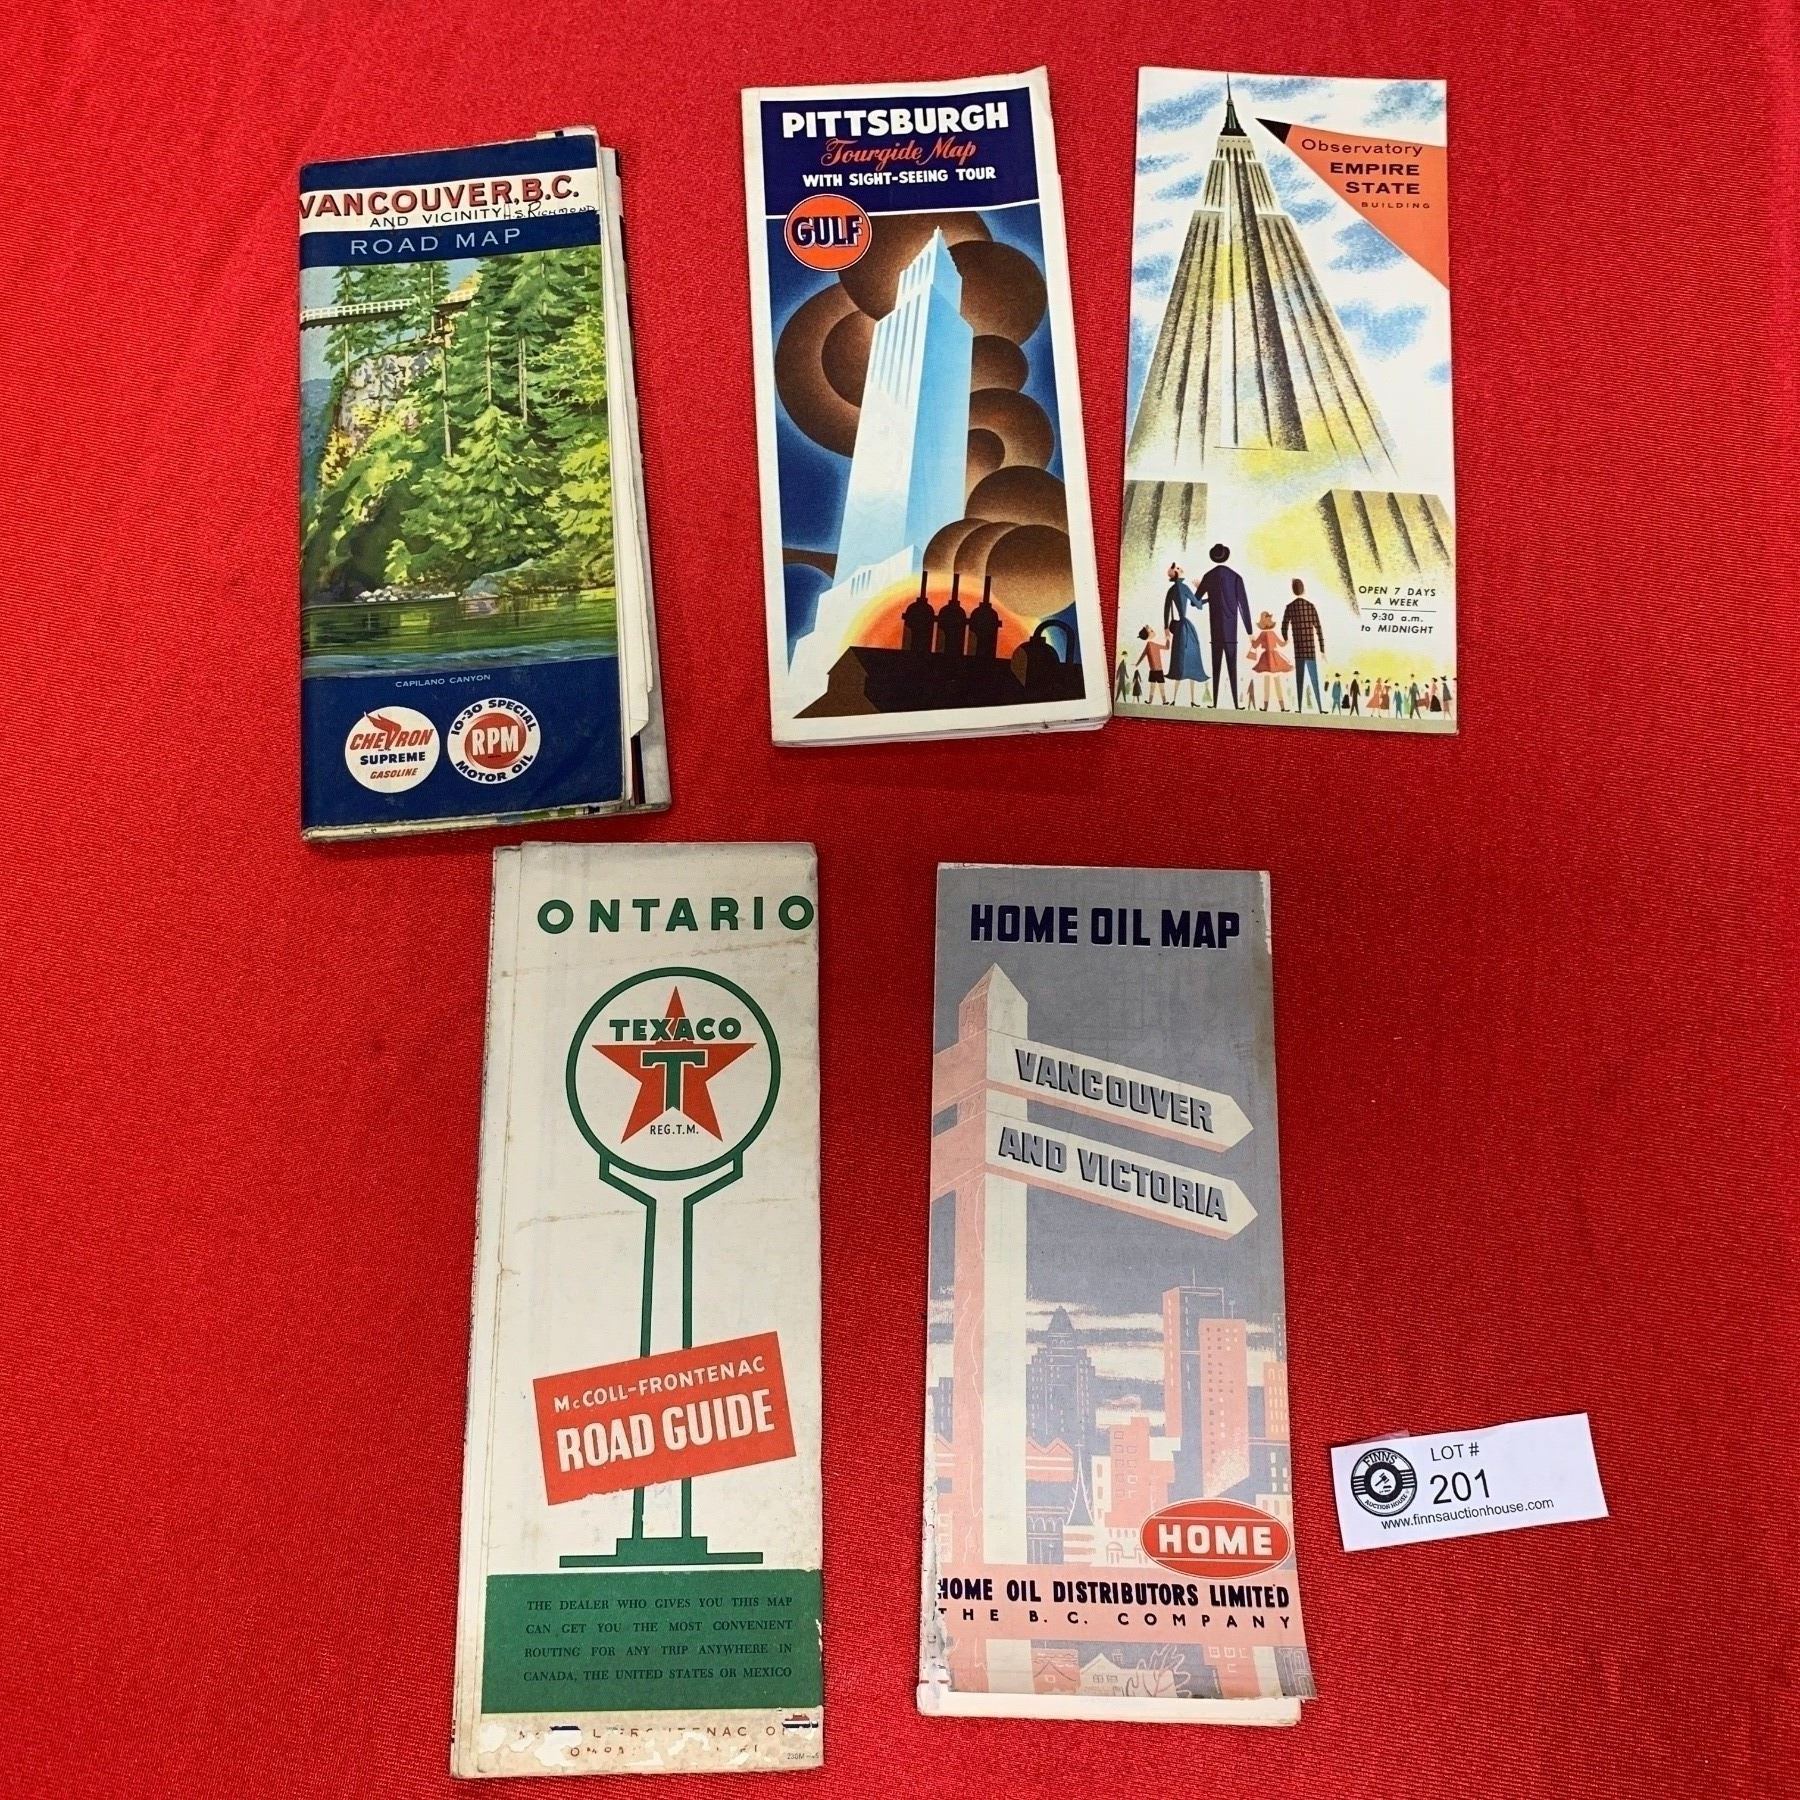 VANCOUVER, B.C.
AND VICINITY
ROAD MAP
CAPILANO CANYON
CHEVRON
SUPREME
GASOLINE
10-30 SPECIAL
RPM
MOTOR OIL
PITTSBURGH
Tourgide Map
WITH SIGHT-SEEING TOUR
GULF
Observatory
EMPIRE
STATE
BUILDING
OPEN 7 DAYS
A WEEK
9:30 a.m.
to MIDNIGHT
ONTARIO
TEXACO
T
REG. T.M.
McCOLL-FRONTENAC
ROAD GUIDE
THE DEALER WHO GIVES YOU THIS MAP
CAN GET YOU THE MOST CONVENIENT
ROUTING FOR ANY TRIP ANYWHERE IN
CANADA, THE UNITED STATES OR MEXICO
HOME OIL MAP
VANCOUVER
AND VICTORIA
HOME
HOME OIL DISTRIBUTORS LIMITED
THE B.C. COMPANY
FINNS
AUCTION HOUSE
LOT #
201
www.finnsauctionhouse.com